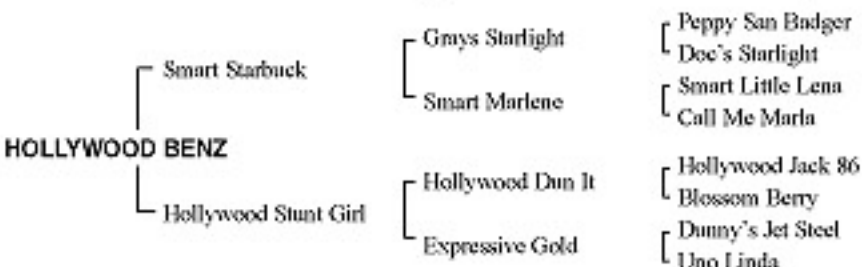 Peppy San Badger
Grays Starlight
Doc's Starlight
Smart Starbuck
Smart Little Lena
Smart Marlene
Call Me Marla
HOLLYWOOD BENZ
Hollywood Jack 86
Hollywood Dun It
Blossom Berry
Hollywood Stunt Girl
Dunny's Jet Steel
Expressive Gold
Uno Linda